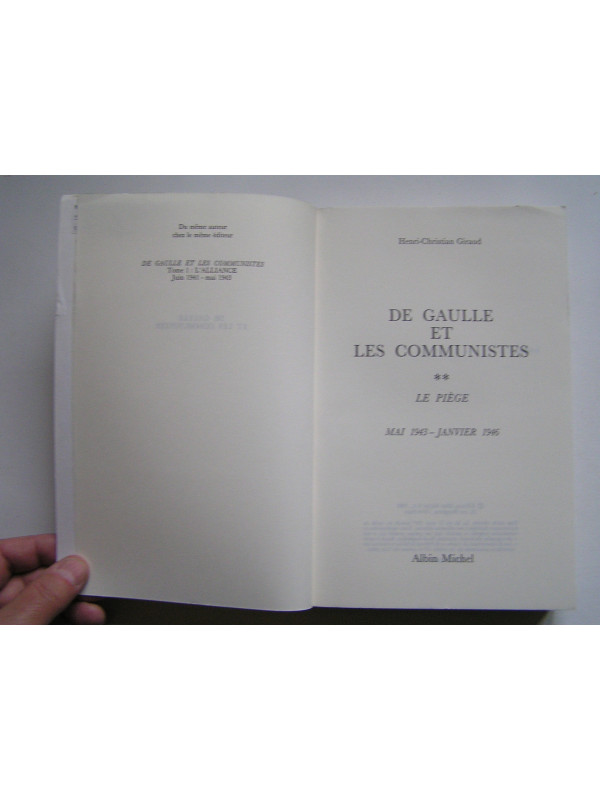 Du même auteur
chez le même éditeur
DE GAULLE ET LES COMMUNISTES
Tome 1 : L'ALLIANCE
Juin 1941 - mai 1943
Henri-Christian Giraud
DE GAULLE
ET
LES COMMUNISTES
**
LE PIÈGE
MAI 1943 - JANVIER 1946
Albin Michel